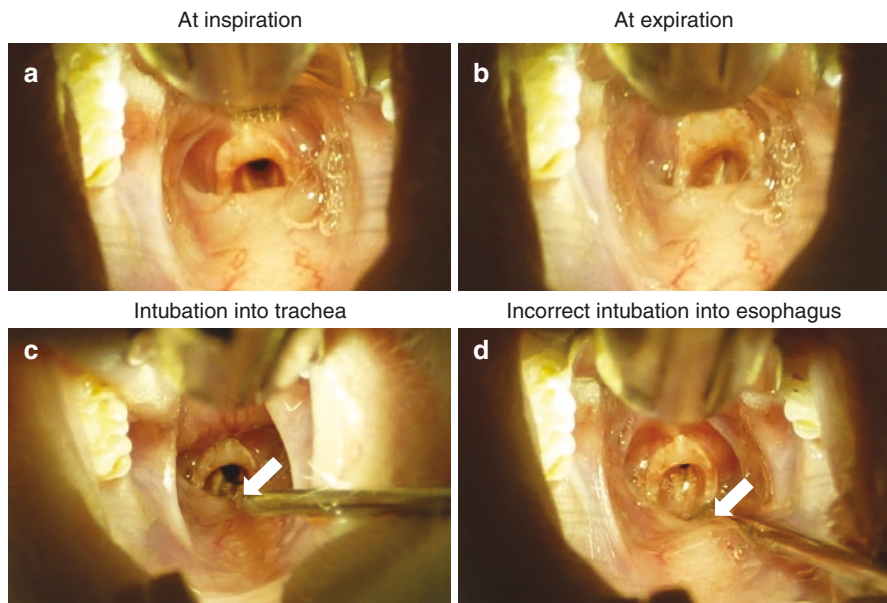 At inspiration
At expiration
a
b
Intubation into trachea
Incorrect intubation into esophagus
c
d